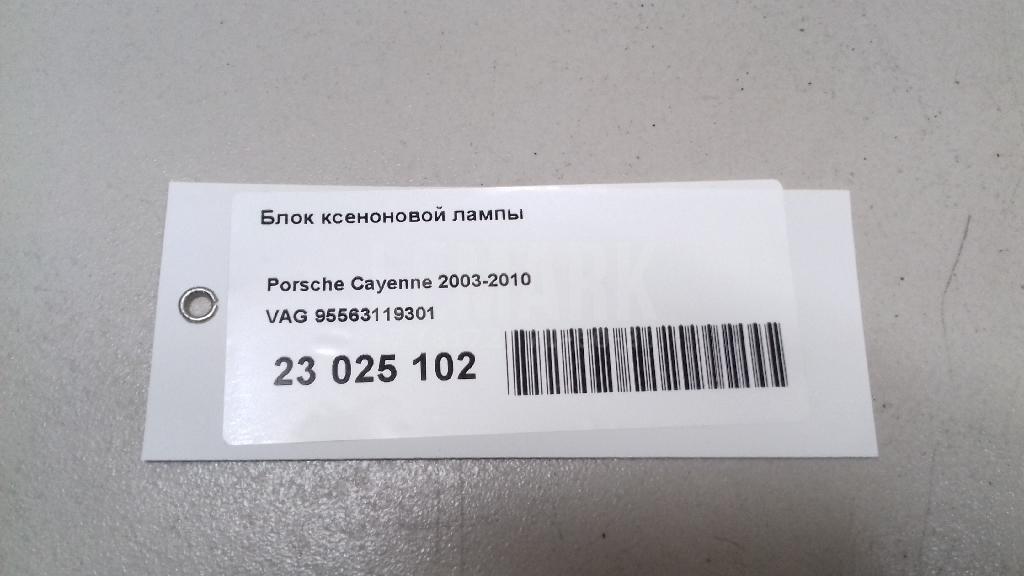 Блок ксеноновой лампы
Porsche Cayenne 2003-2010
VAG 95563119301
23 025 102